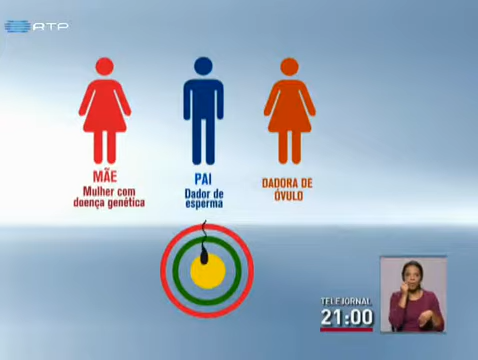 RTP
MÃE
Mulher com
doença genética
PAI
Dador de
esperma
DADORA DE
ÓVULO
TELEJORNAL
21:00